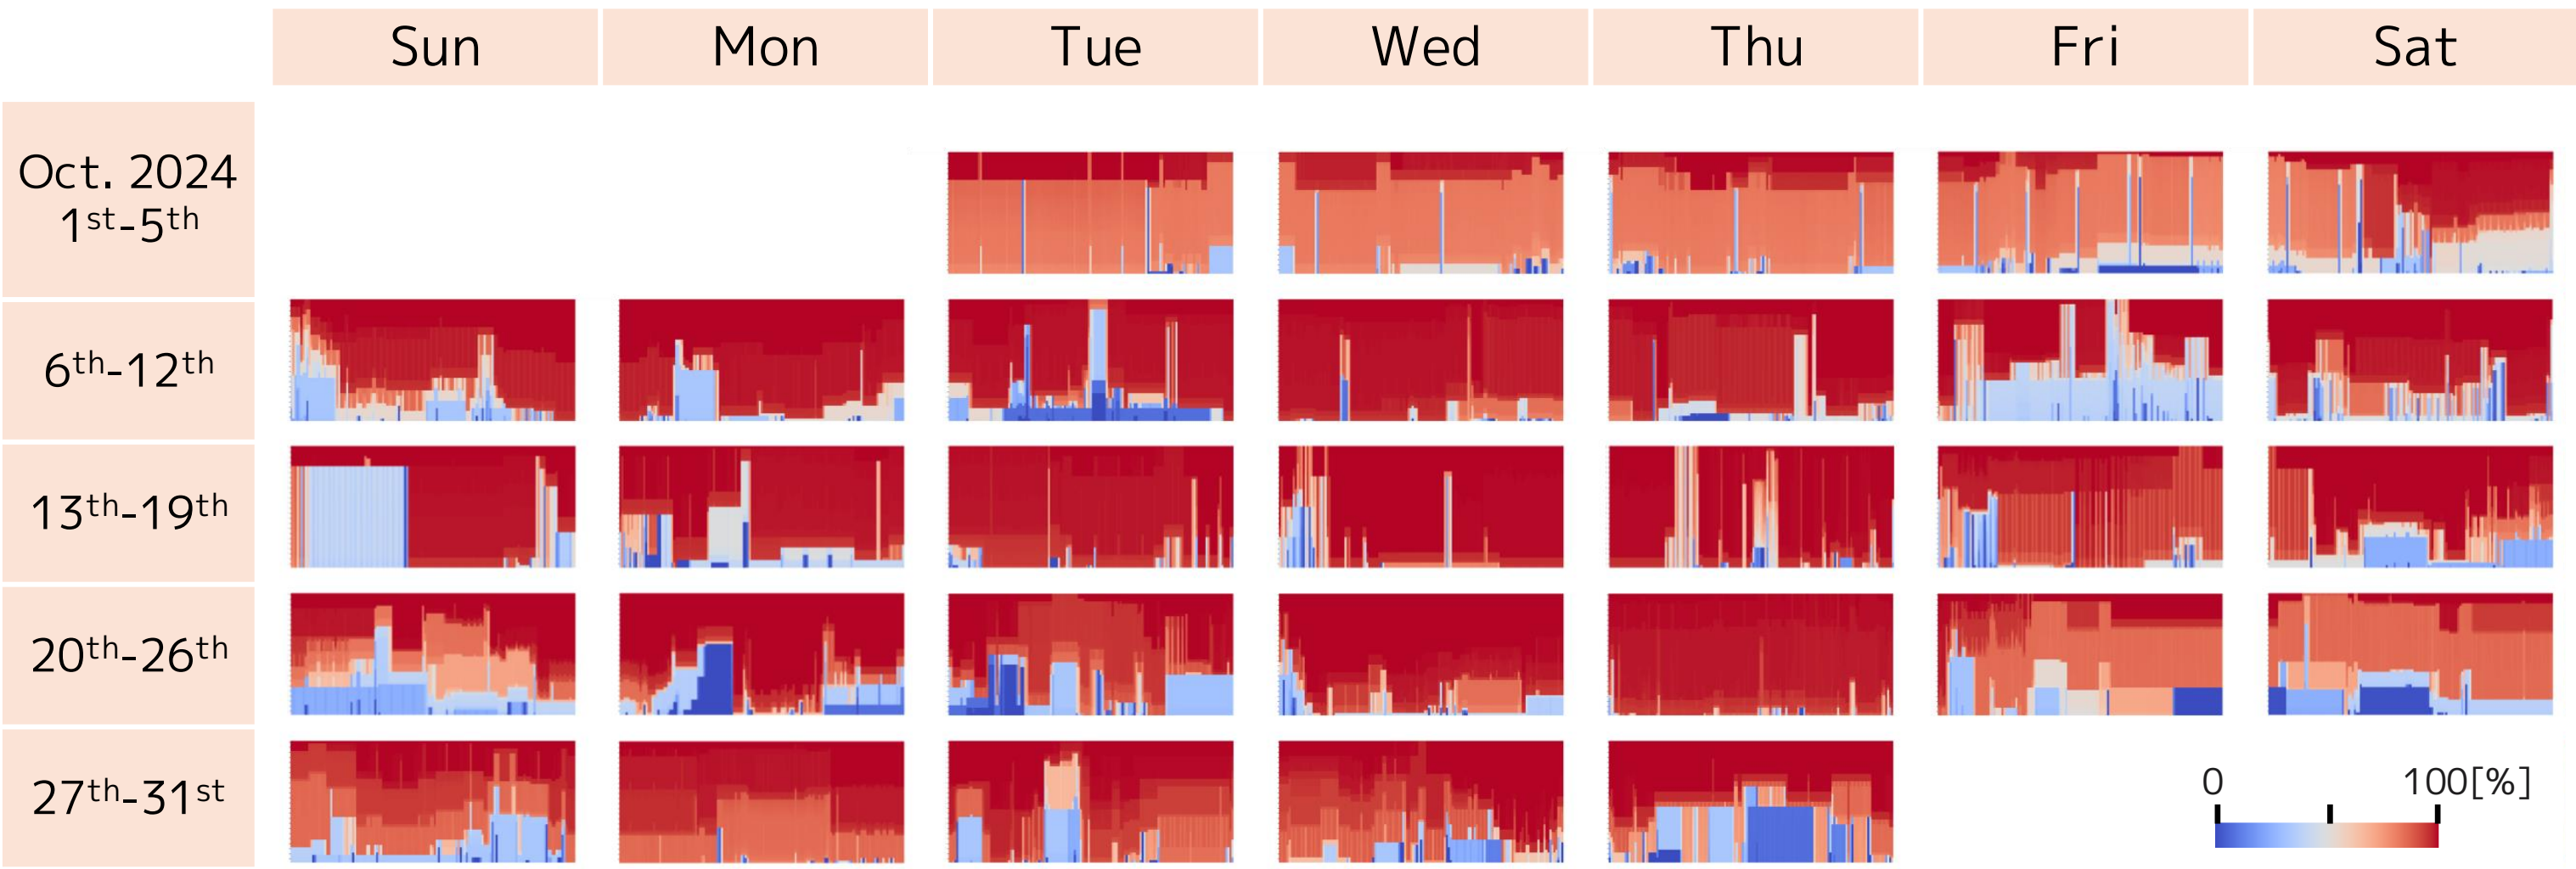 Sun Mon Tue Wed Thu Fri Sat
Oct. 2024
1st-5th
6th-12th
13th-19th
20th-26th
27th-31st
0 100[%]